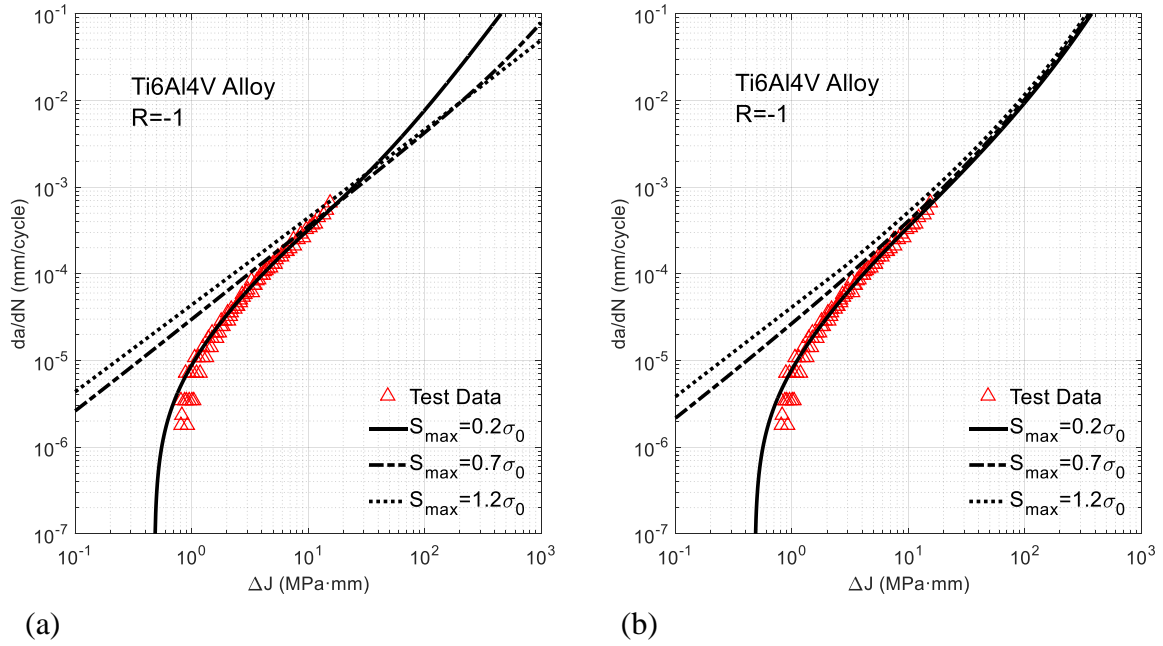 10^-1
10^-2
10^-3
10^-4
10^-5
10^-6
10^-7
da/dN (mm/cycle)
Ti6Al4V Alloy
R=-1
Test Data
S_max=0.2σ_0
S_max=0.7σ_0
S_max=1.2σ_0
10^-1 10^0 10^1 10^2 10^3
ΔJ (MPa·mm)
(a)
10^-1
10^-2
10^-3
10^-4
10^-5
10^-6
10^-7
da/dN (mm/cycle)
Ti6Al4V Alloy
R=-1
Test Data
S_max=0.2σ_0
S_max=0.7σ_0
S_max=1.2σ_0
10^-1 10^0 10^1 10^2 10^3
ΔJ (MPa·mm)
(b)